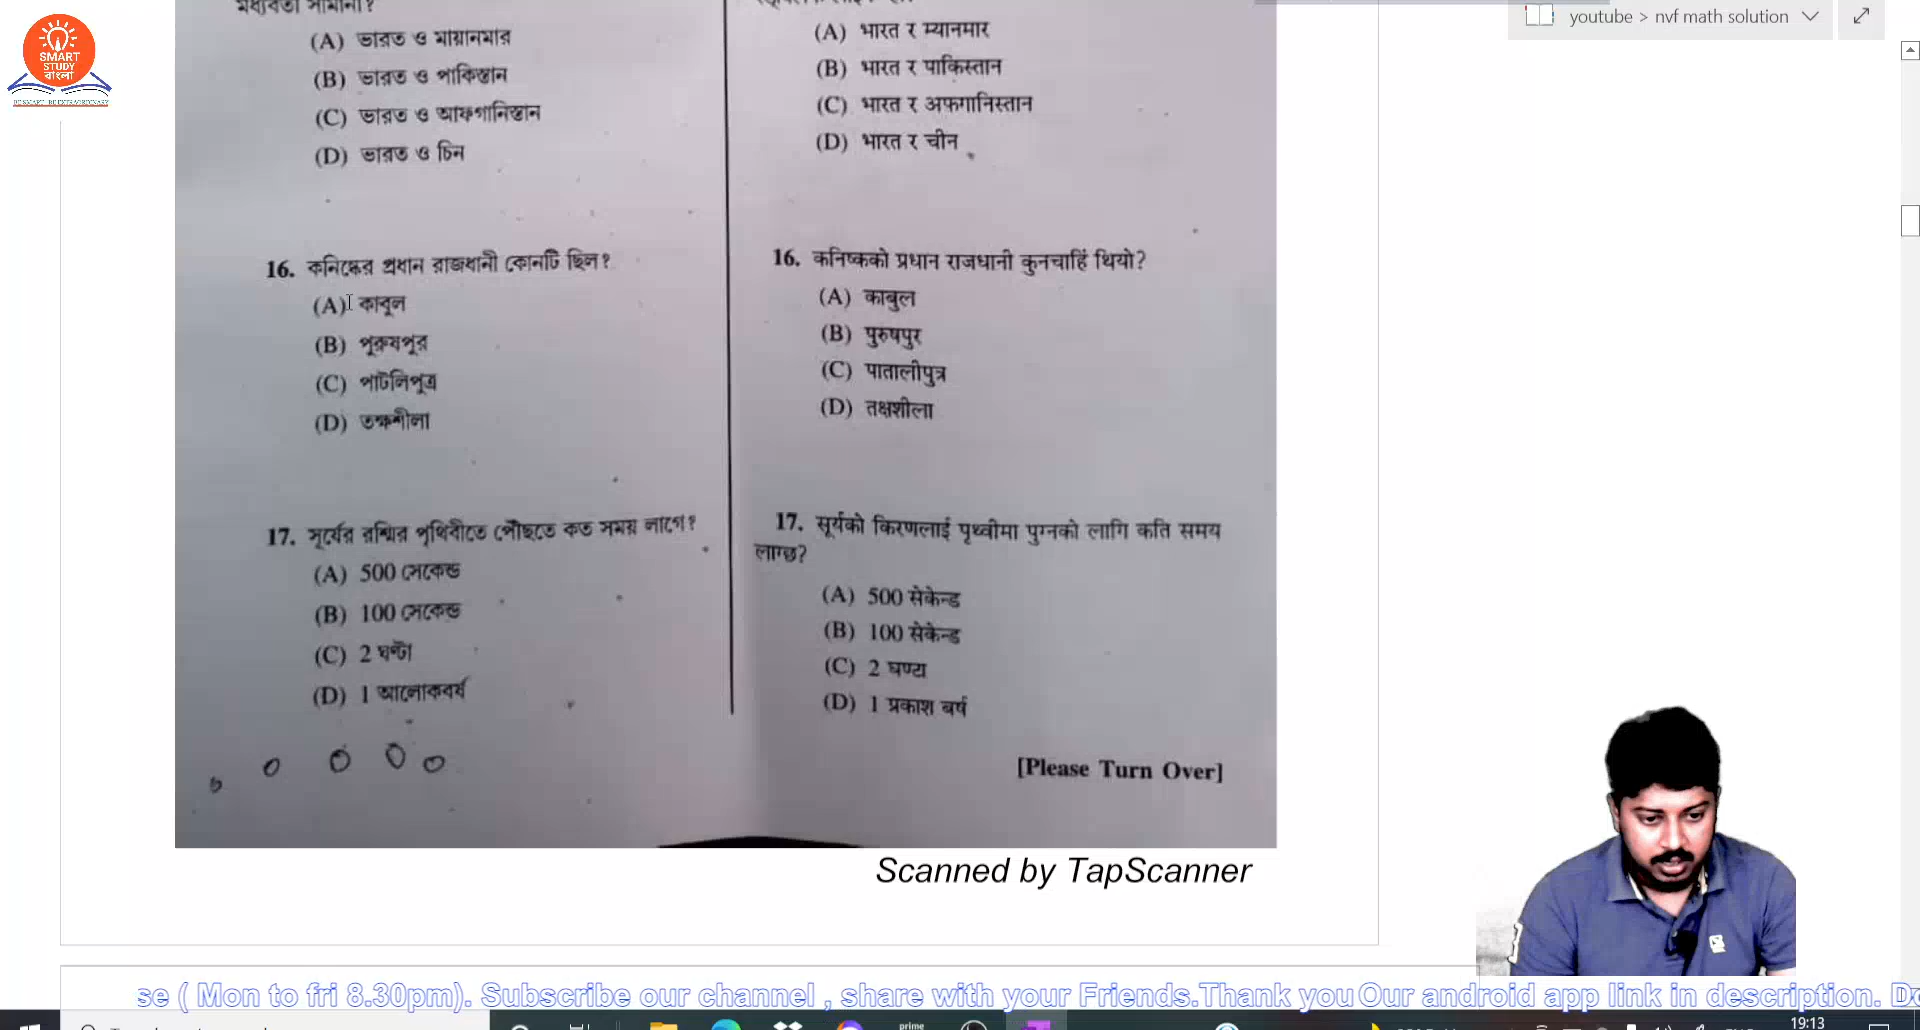 SMART
STUDY
বাংলা
youtube > nvf math solution
(A) ভারত ও মায়ানমার
(B) ভারত ও পাকিস্তান
(C) ভারত ও আফগানিস্তান
(D) ভারত ও চিন
16. কনিষ্কের প্রধান রাজধানী কোনটি ছিল?
(A) কাবুল
(B) পুরুষপুর
(C) পাটলিপুত্র
(D) তক্ষশীলা
17. সূর্যের রশ্মির পৃথিবীতে পৌঁছতে কত সময় লাগে?
(A) 500 সেকেন্ড
(B) 100 সেকেন্ড
(C) 2 ঘণ্টা
(D) 1 আলোকবর্ষ
(A) भारत र म्यानमार
(B) भारत र पाकिस्तान
(C) भारत र अफगानिस्तान
(D) भारत र चीन
16. कनिष्कको प्रधान राजधानी कुनचाहिं थियो?
(A) काबुल
(B) पुरुषपुर
(C) पातालीपुत्र
(D) तक्षशीला
17. सूर्यको किरणलाई पृथ्वीमा पुग्नको लागि कति समय
लाग्छ?
(A) 500 सेकेन्ड
(B) 100 सेकेन्ड
(C) 2 घण्टा
(D) 1 प्रकाश बर्ष
[Please Turn Over]
Scanned by TapScanner
se ( Mon to fri 8.30pm). Subscribe our channel , share with your Friends.Thank you Our android app link in description.
prime
19:13